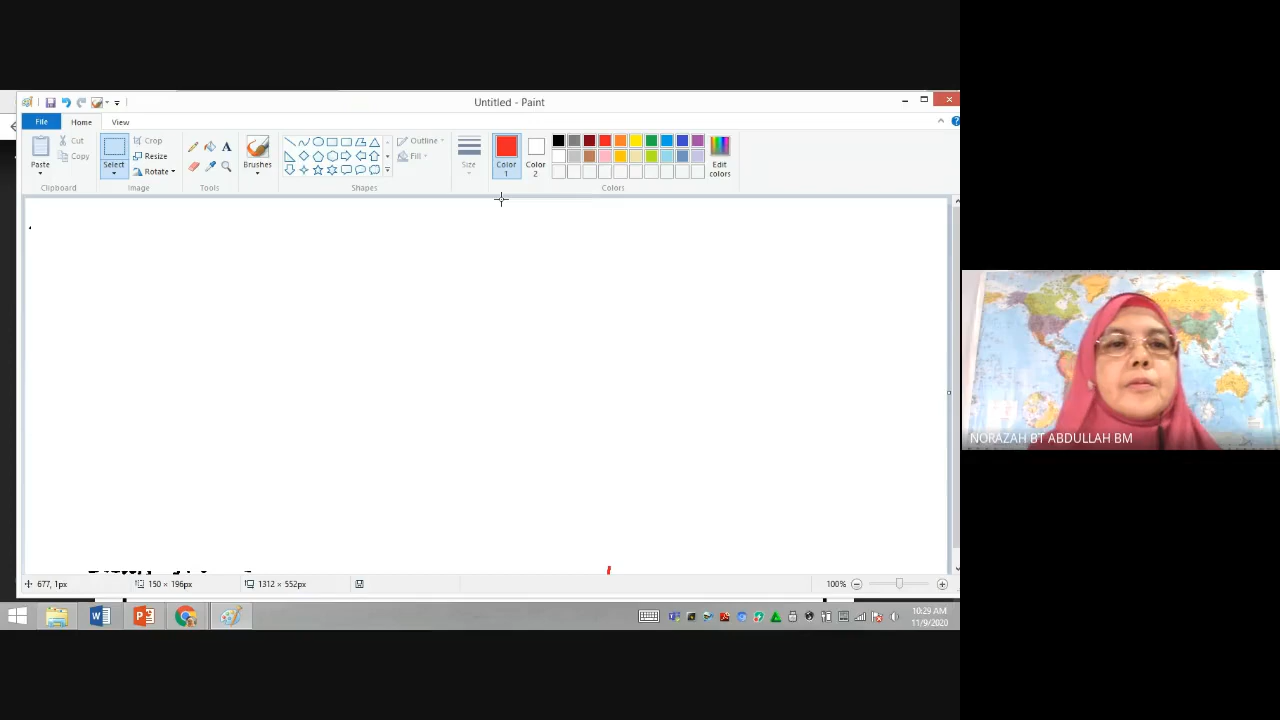 Untitled - Paint
File Home View
Paste
Cut
Copy
Clipboard
Select
Crop
Resize
Rotate
Image
A
Tools
Brushes
Outline
Fill
Shapes
Size
Color
1
Color
2
Edit
colors
Colors
NORAZAH BT ABDULLAH BM
677, 1px
150 × 196px
1312 × 552px
100%
10:29 AM
11/9/2020